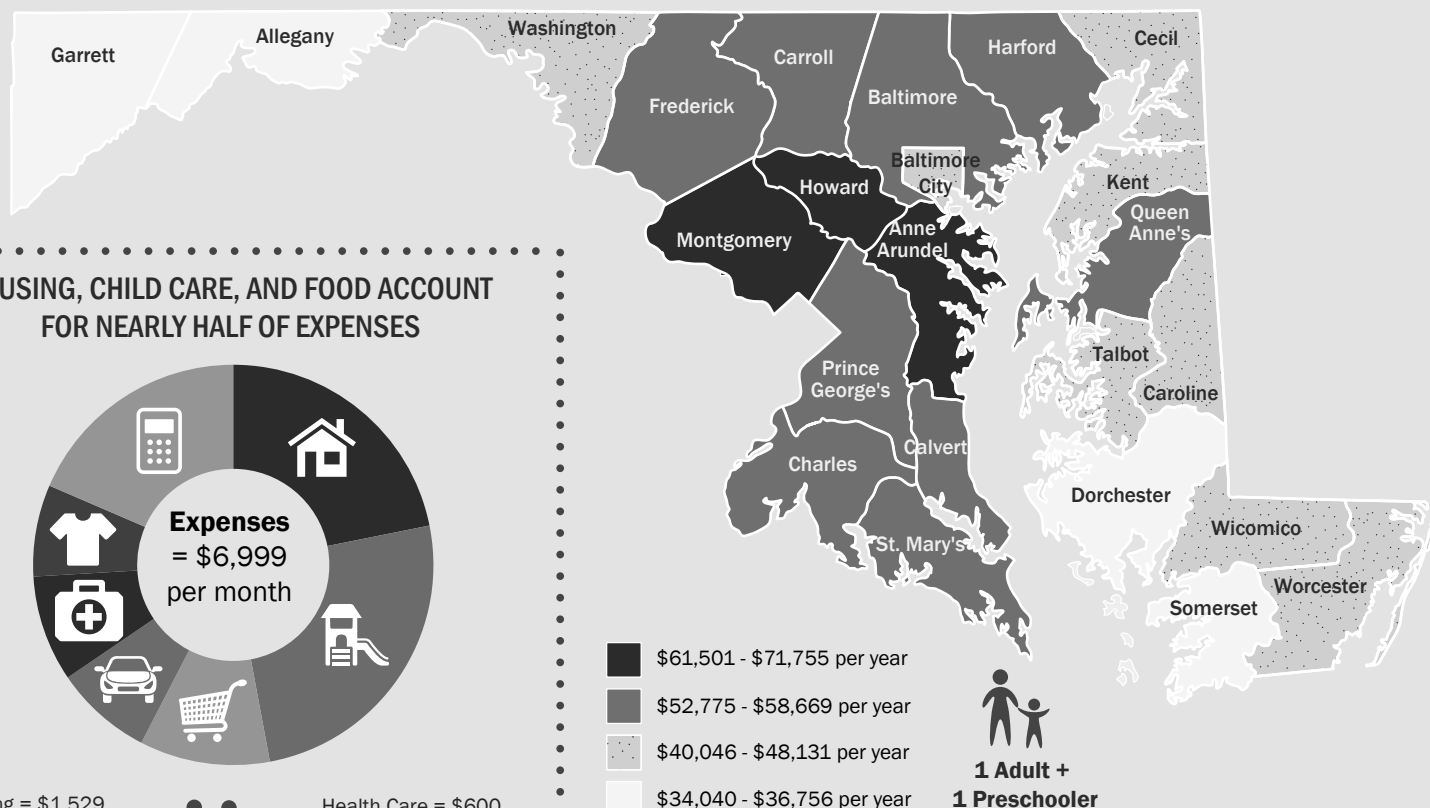 Garrett
Allegany
Washington
Frederick
Carroll
Baltimore
Harford
Cecil
Baltimore
City
Howard
Montgomery
Anne
Arundel
Kent
Queen
Anne's
Talbot
Caroline
Prince
George's
Calvert
Charles
St. Mary's
Dorchester
Wicomico
Worcester
Somerset
USING, CHILD CARE, AND FOOD ACCOUNT
FOR NEARLY HALF OF EXPENSES
Expenses
= $6,999
per month
$61,501 - $71,755 per year
$52,775 - $58,669 per year
$40,046 - $48,131 per year
$34,040 - $36,756 per year
1 Adult +
1 Preschooler
= $1,529
Health Care = $600